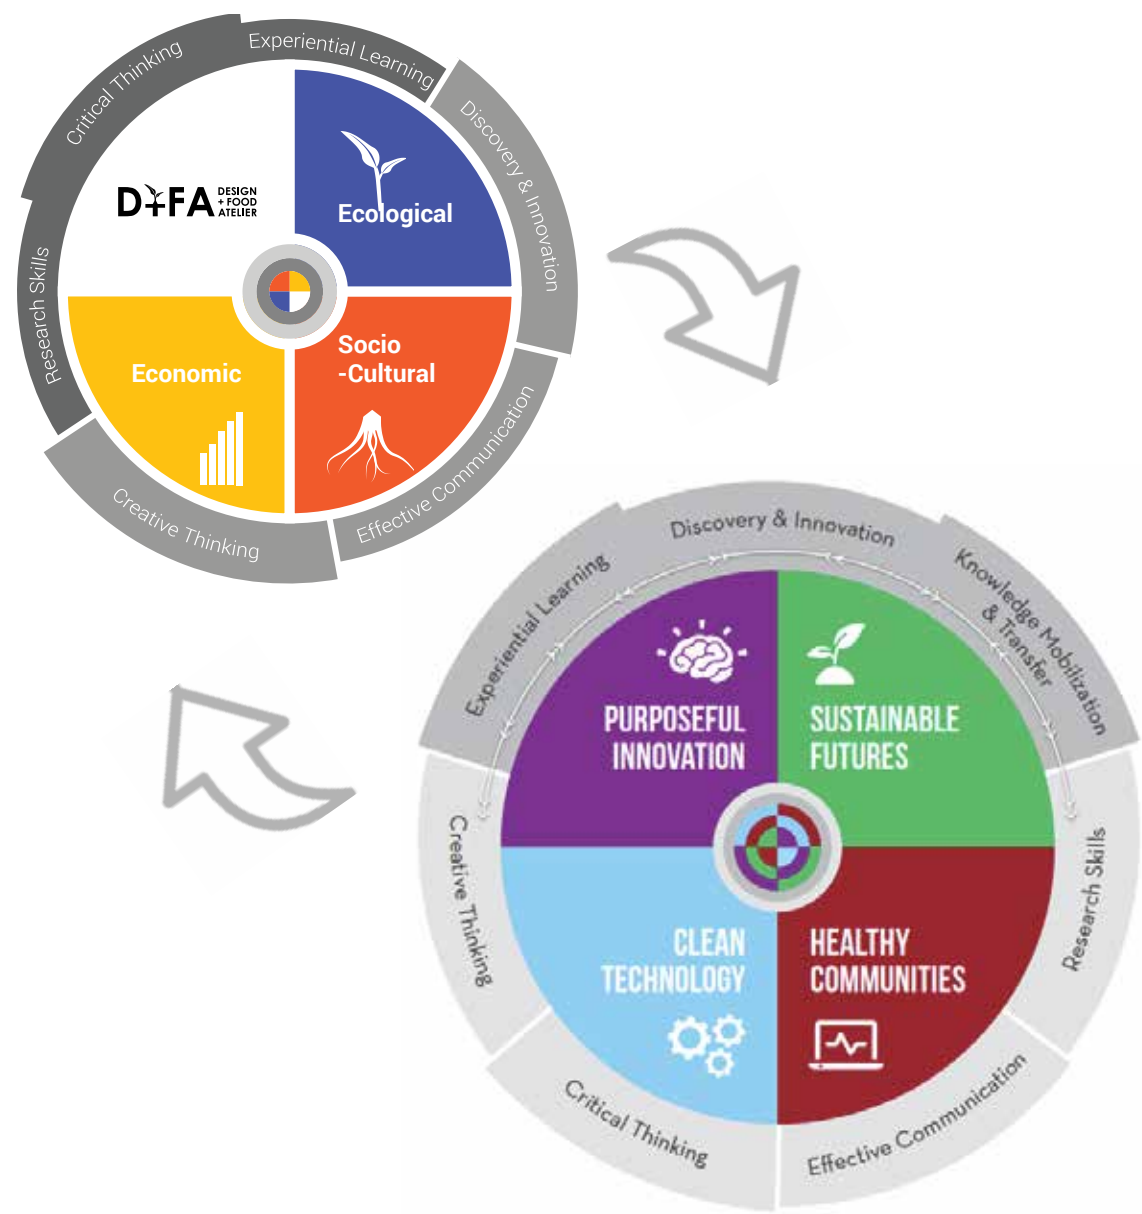 Critical Thinking
Experiential Learning
Discovery & Innovation
Research Skills
D+FA
DESIGN
+ FOOD
ATELIER
Ecological
Economic
Socio
-Cultural
Creative Thinking
Effective Communication
Experiential Learning
Discovery & Innovation
Knowledge Mobilization
& Transfer
PURPOSEFUL
INNOVATION
SUSTAINABLE
FUTURES
Creative Thinking
Research Skills
CLEAN
TECHNOLOGY
HEALTHY
COMMUNITIES
Critical Thinking
Effective Communication